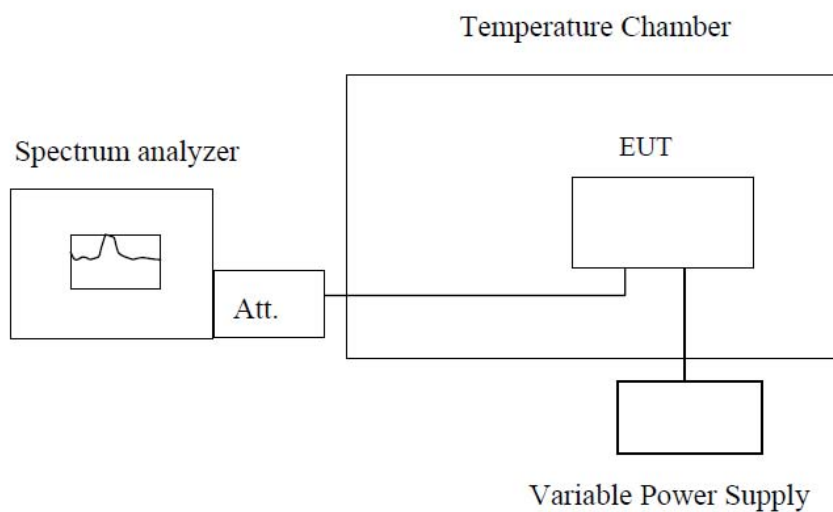 Temperature Chamber
Spectrum analyzer
EUT
Att.
Variable Power Supply